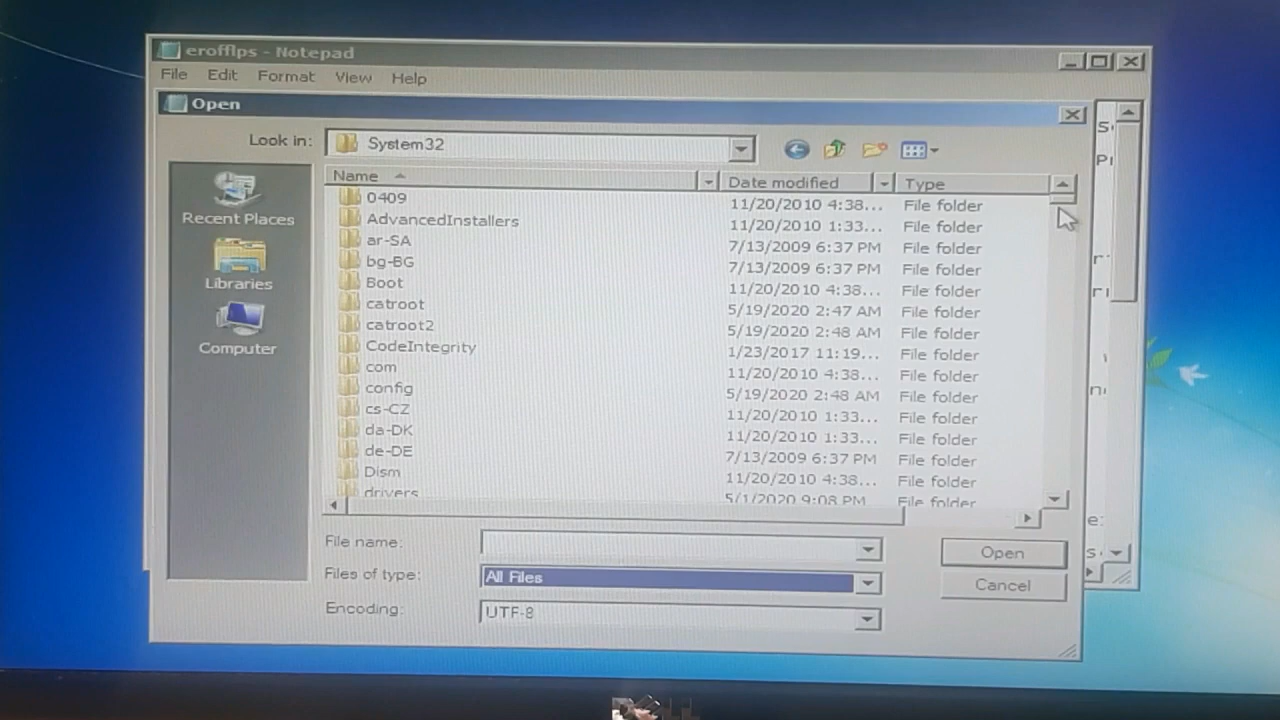 erofflps - Notepad
File Edit Format View Help
Open
Look in: System32
Name Date modified Type
0409 11/20/2010 4:38... File folder
AdvancedInstallers 11/20/2010 1:33... File folder
ar-SA 7/13/2009 6:37 PM File folder
bg-BG 7/13/2009 6:37 PM File folder
Boot 11/20/2010 4:38... File folder
catroot 5/19/2020 2:47 AM File folder
catroot2 5/19/2020 2:48 AM File folder
CodeIntegrity 1/23/2017 11:19... File folder
com 11/20/2010 4:38... File folder
config 5/19/2020 2:48 AM File folder
cs-CZ 11/20/2010 1:33... File folder
da-DK 11/20/2010 1:33... File folder
de-DE 7/13/2009 6:37 PM File folder
Dism 11/20/2010 4:38... File folder
drivers 5/1/2020 9:08 PM File folder
Recent Places
Libraries
Computer
File name:
Open
Files of type: All Files
Cancel
Encoding: UTF-8